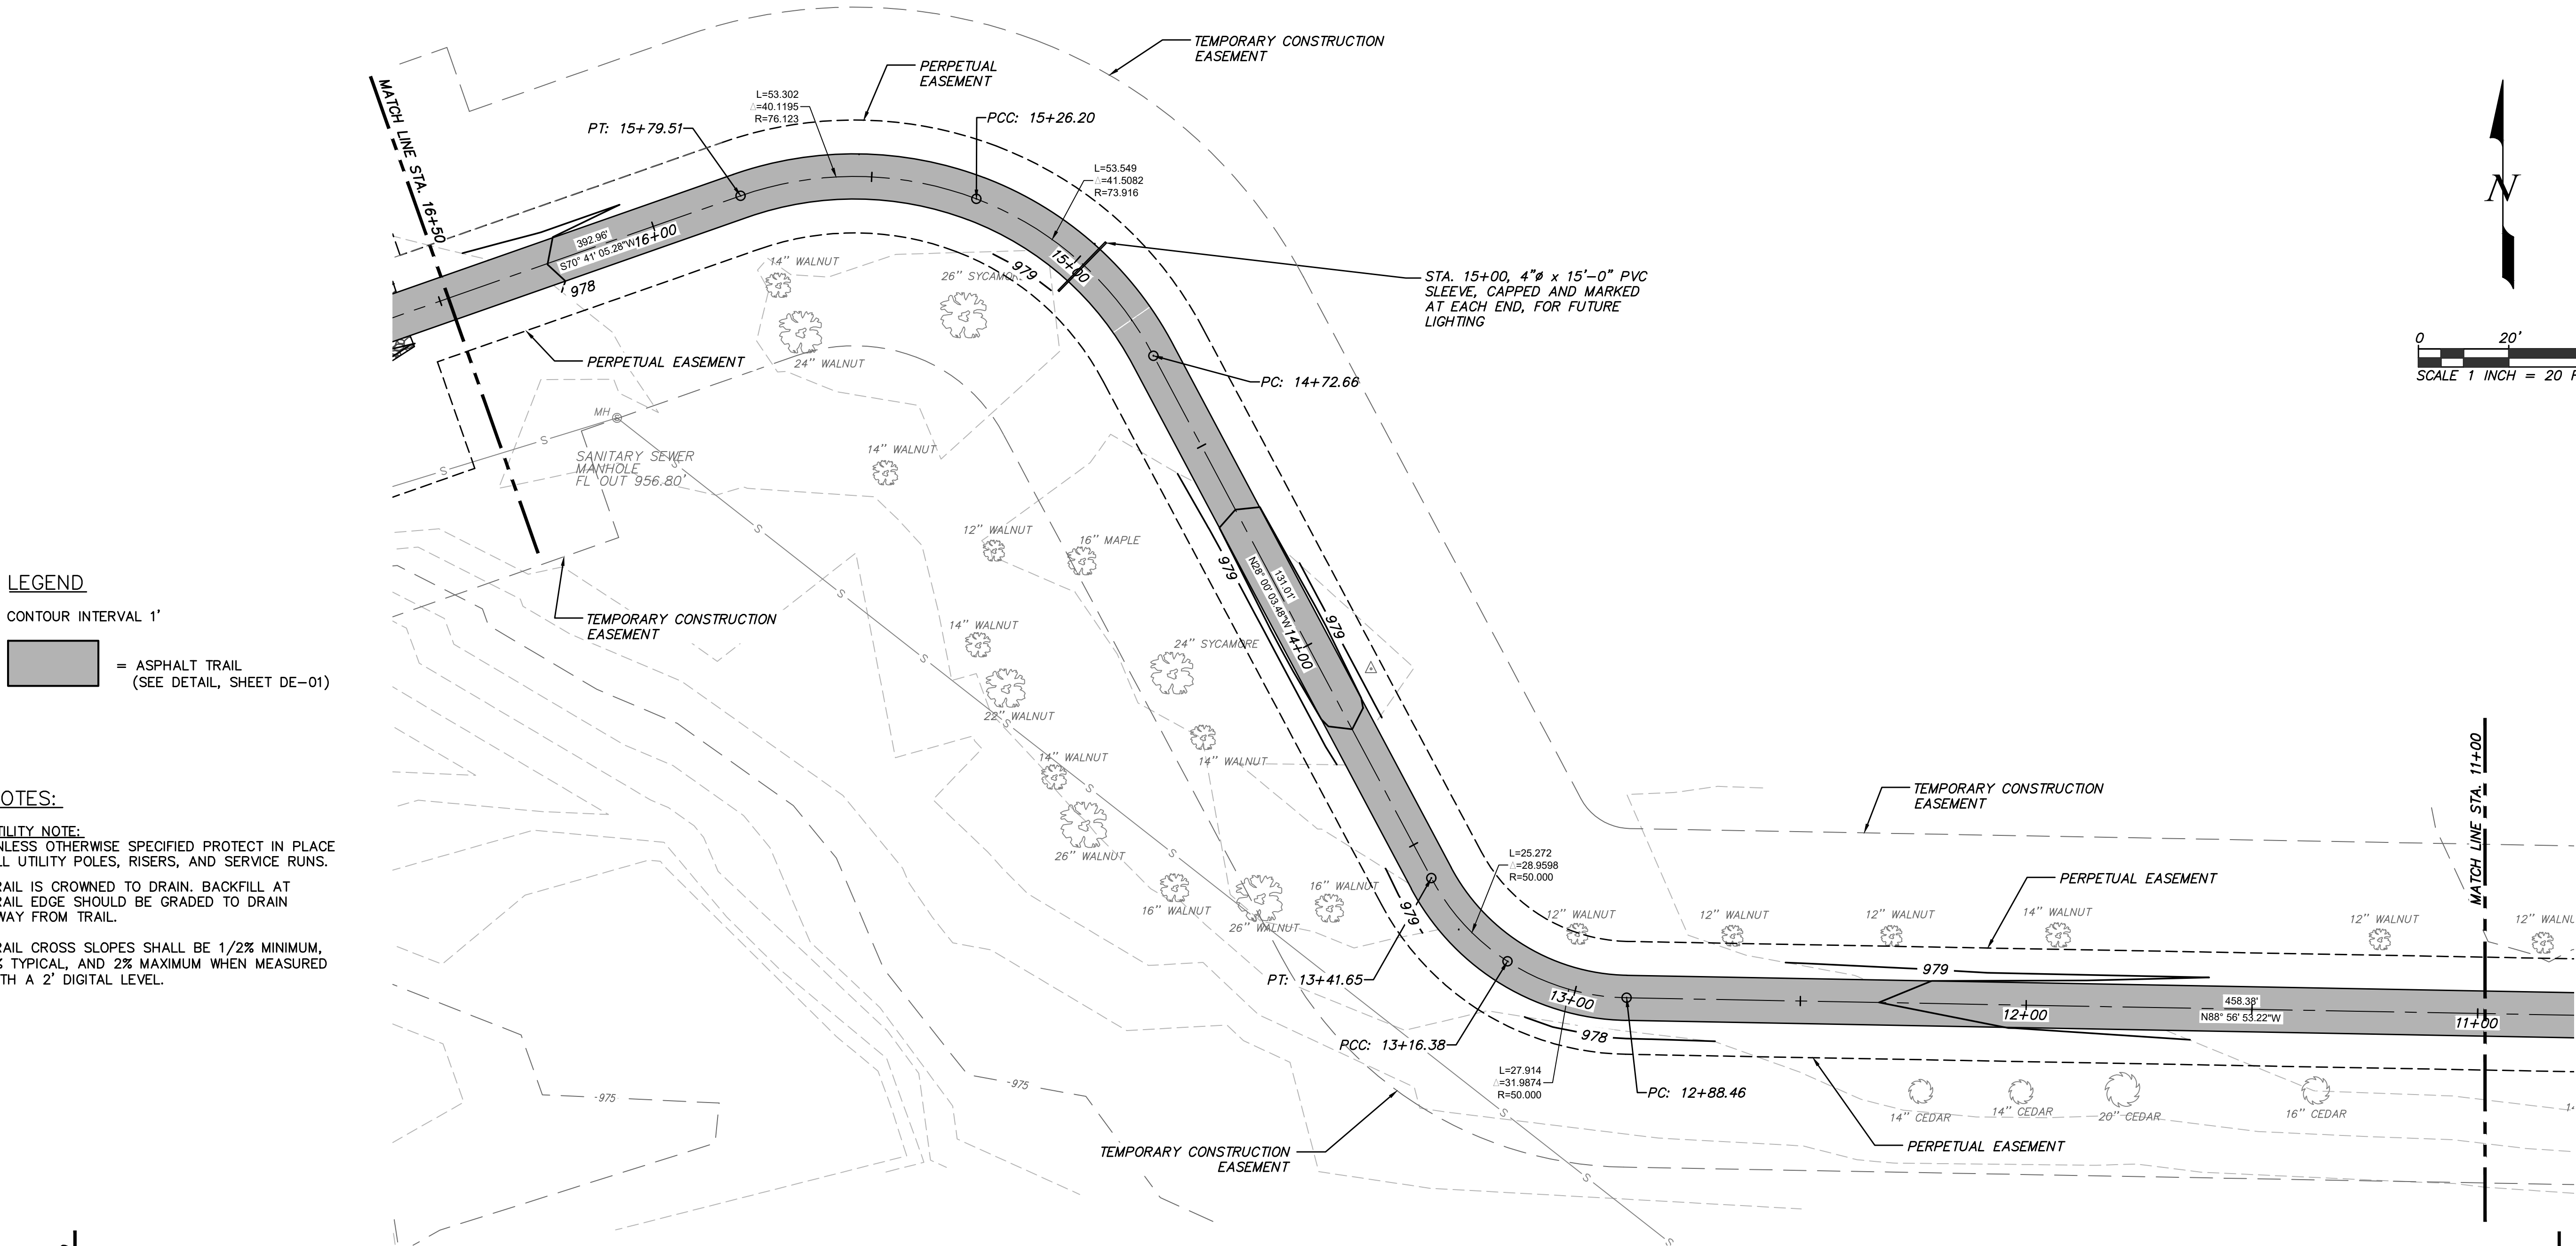 TEMPORARY CONSTRUCTION
EASEMENT
PERPETUAL
EASEMENT
MATCH LINE STA. 16+50
L=53.302
△=40.1195
R=76.123
PT: 15+79.51
PCC: 15+26.20
L=53.549
△=41.5082
R=73.916
N
392.96'
S70° 41' 05.28"W
16+00
978
14" WALNUT
26" SYCAMORE
979
15+00
24" WALNUT
STA. 15+00, 4"ø x 15'-0" PVC
SLEEVE, CAPPED AND MARKED
AT EACH END, FOR FUTURE
LIGHTING
0 20'
SCALE 1 INCH = 20 F
PERPETUAL EASEMENT
PC: 14+72.66
MH
S
S
SANITARY SEWER
MANHOLE
FL OUT 956.80'
S
14" WALNUT
S
12" WALNUT
16" MAPLE
979
131.01'
N28° 00' 03.48"W
14+00
979
LEGEND
CONTOUR INTERVAL 1'
= ASPHALT TRAIL
(SEE DETAIL, SHEET DE-01)
TEMPORARY CONSTRUCTION
EASEMENT
S
14" WALNUT
S
24" SYCAMORE
22" WALNUT
S
14" WALNUT
14" WALNUT
S
26" WALNUT
S
16" WALNUT
26" WALNUT
16" WALNUT
OTES:
TILITY NOTE:
NLESS OTHERWISE SPECIFIED PROTECT IN PLACE
LL UTILITY POLES, RISERS, AND SERVICE RUNS.
RAIL IS CROWNED TO DRAIN. BACKFILL AT
RAIL EDGE SHOULD BE GRADED TO DRAIN
WAY FROM TRAIL.
RAIL CROSS SLOPES SHALL BE 1/2% MINIMUM,
% TYPICAL, AND 2% MAXIMUM WHEN MEASURED
TH A 2' DIGITAL LEVEL.
TEMPORARY CONSTRUCTION
EASEMENT
MATCH LINE STA. 11+00
L=25.272
△=28.9598
R=50.000
PERPETUAL EASEMENT
979
12" WALNUT
12" WALNUT
12" WALNUT
14" WALNUT
12" WALNUT
12" WALNU
PT: 13+41.65
979
13+00
12+00
458.38'
N88° 56' 53.22"W
11+00
PCC: 13+16.38
978
L=27.914
△=31.9874
R=50.000
PC: 12+88.46
975
975
14" CEDAR
14" CEDAR
20" CEDAR
16" CEDAR
S
PERPETUAL EASEMENT
TEMPORARY CONSTRUCTION
EASEMENT
S
S